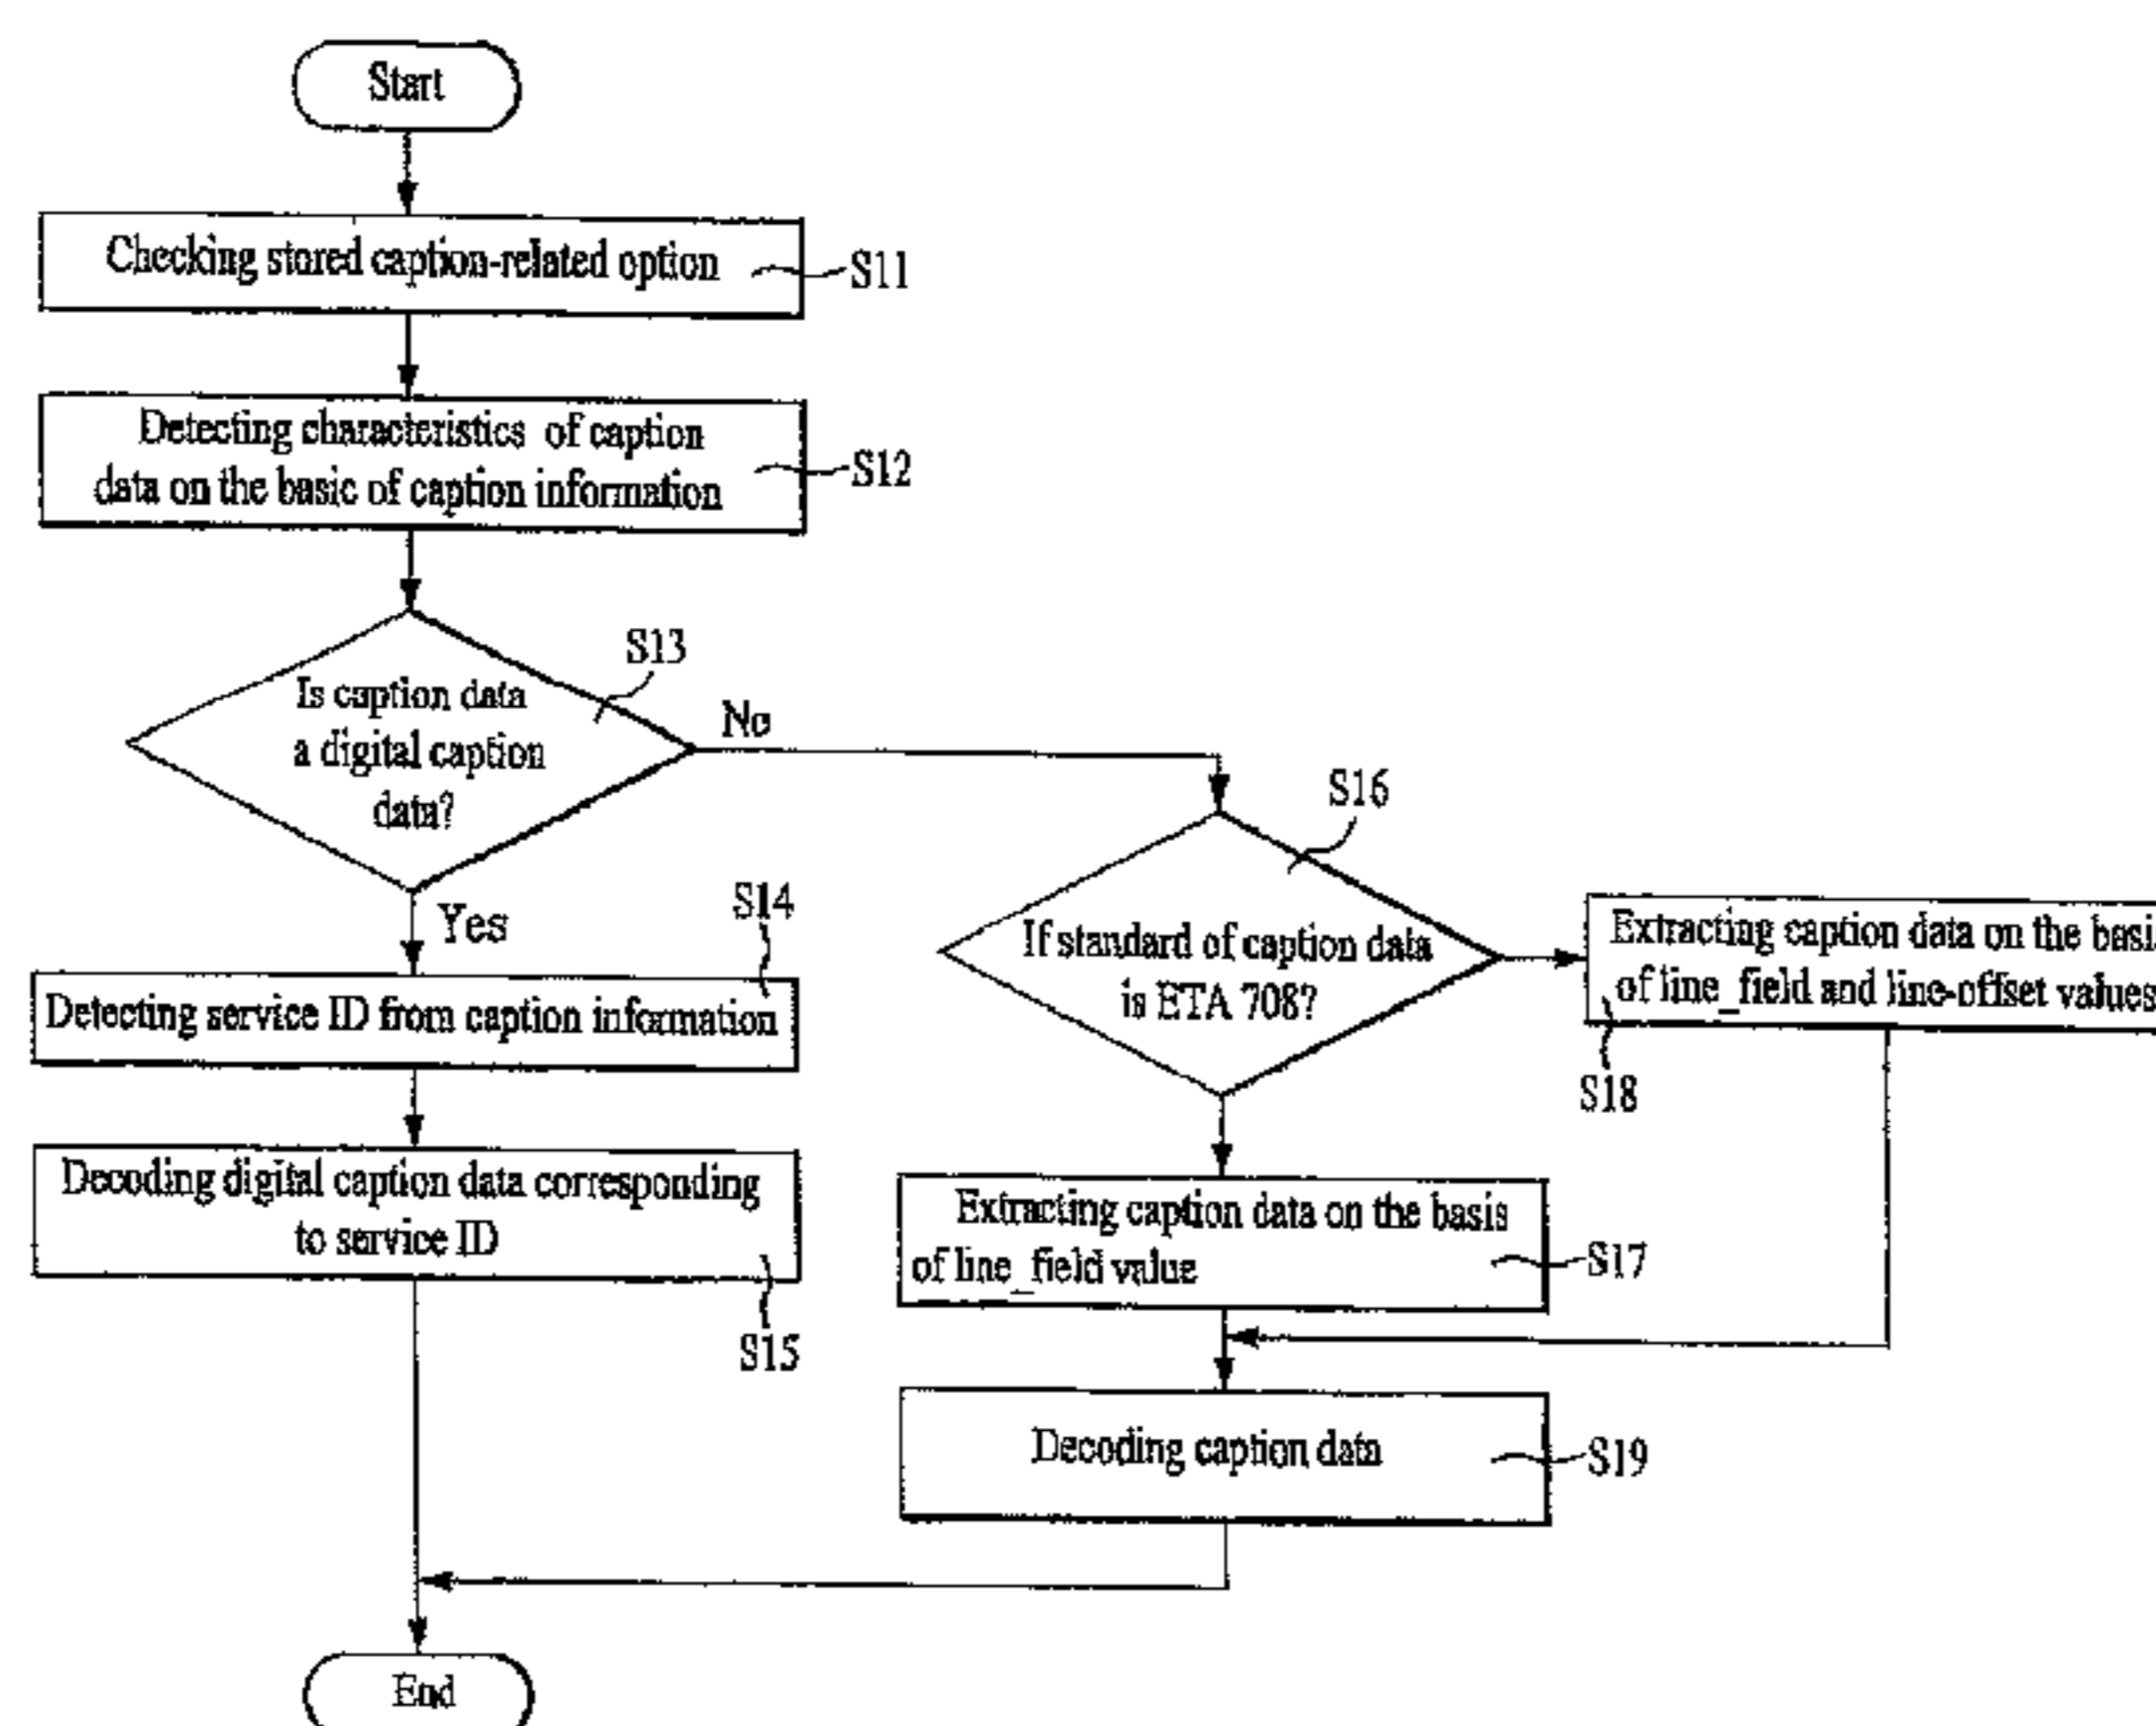 Start
Checking stored caption-related option
S11
Detecting characteristics of caption
data on the basic of caption information
S12
S13
Is caption data
a digital caption
data?
No
Yes
S14
Detecting service ID from caption information
Decoding digital caption data corresponding
to service ID
S15
S16
If standard of caption data
is ETA 708?
Extracting caption data on the basi
of line_field and line-offset values
S18
Extracting caption data on the basis
of line_field value
S17
Decoding caption data
S19
End